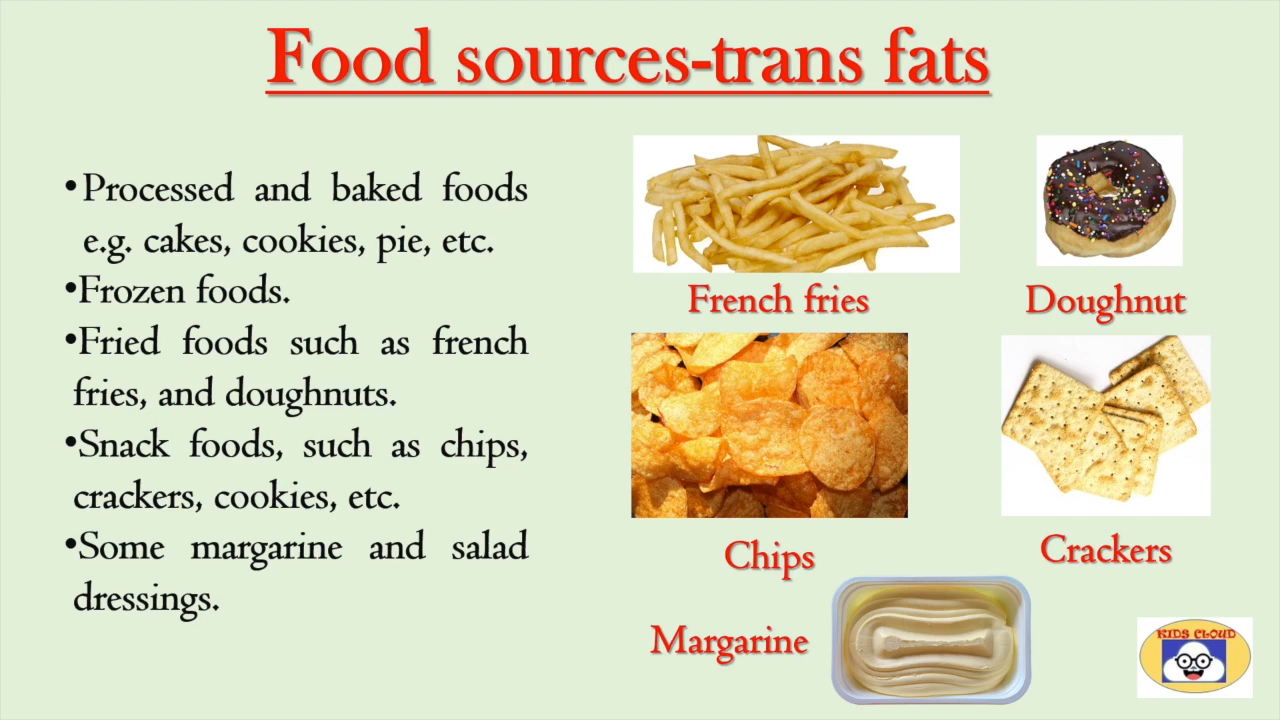 Food sources-trans fats
•Processed and baked foods
e.g. cakes, cookies, pie, etc.
•Frozen foods.
•Fried foods such as french
fries, and doughnuts.
•Snack foods, such as chips,
crackers, cookies, etc.
•Some margarine and salad
dressings.
French fries
Doughnut
Chips
Crackers
Margarine
KIDS CLOUD